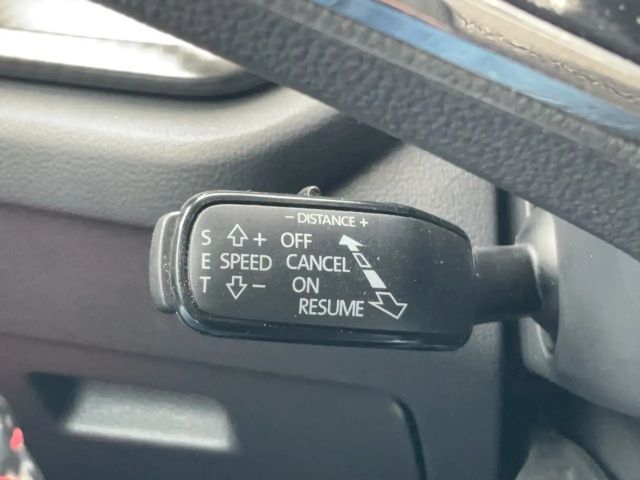 - DISTANCE +
S + OFF
E SPEED CANCEL
T - ON
RESUME